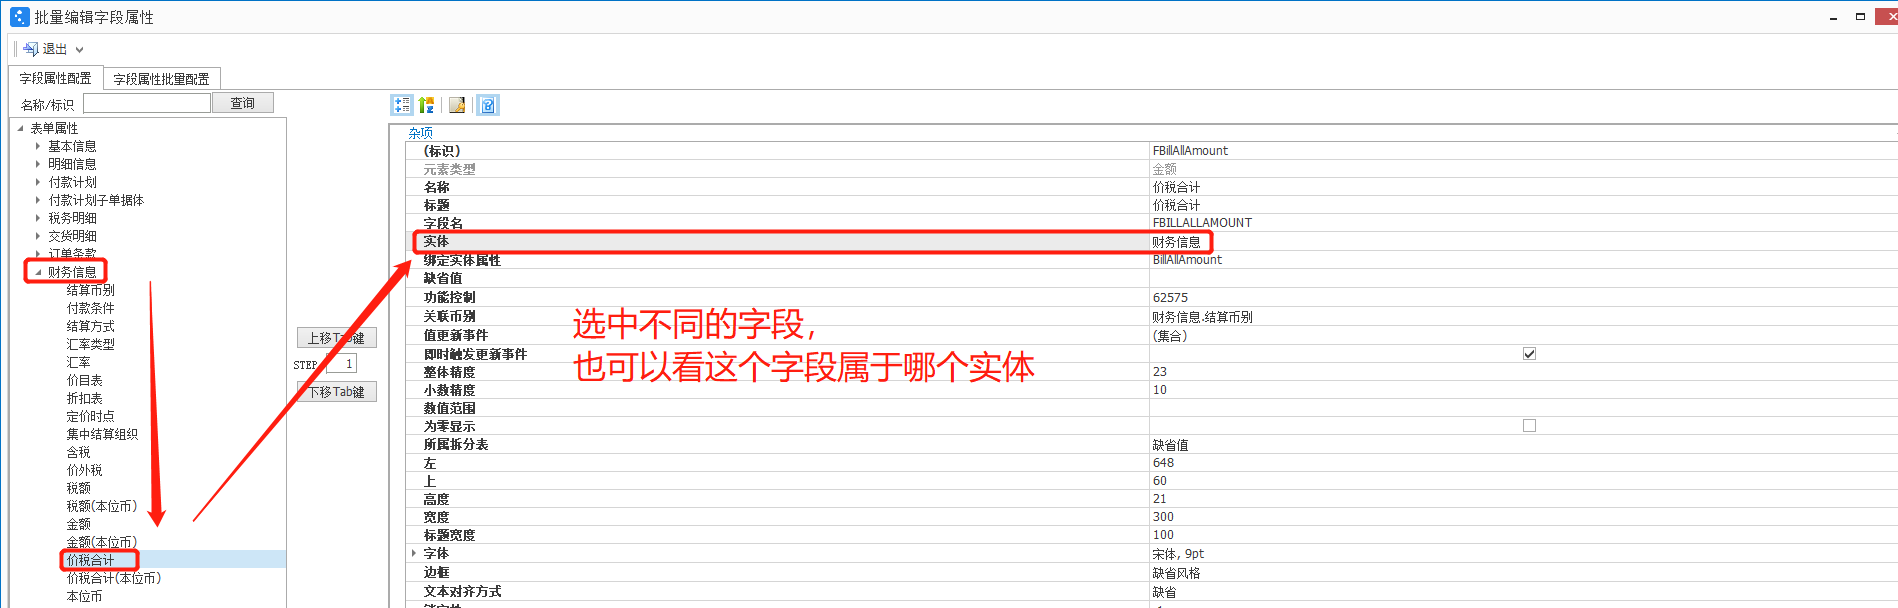 批量编辑字段属性
退出
字段属性配置 字段属性批量配置
名称/标识 查询
表单属性
基本信息
明细信息
付款计划
付款计划子单据体
税务明细
交货明细
订单条款
财务信息
结算币别
付款条件
结算方式
汇率类型
汇率
价目表
折扣表
定价时点
集中结算组织
含税
价外税
税额
税额(本位币)
金额
金额(本位币)
价税合计
价税合计(本位币)
本位币
上移Tab键
STEP 1
下移Tab键
杂项
(标识) FBillAllAmount
元素类型 金额
名称 价税合计
标题 价税合计
字段名 FBILLALLAMOUNT
实体 财务信息
绑定实体属性 BillAllAmount
缺省值
功能控制 62575
关联币别 财务信息.结算币别
值更新事件 (集合)
即时触发更新事件
整体精度 23
小数精度 10
数值范围
为零显示
所属拆分表 缺省值
左 648
上 60
高度 21
宽度 300
标题宽度 100
字体 宋体, 9pt
边框 缺省风格
文本对齐方式 缺省
选中不同的字段，
也可以看这个字段属于哪个实体